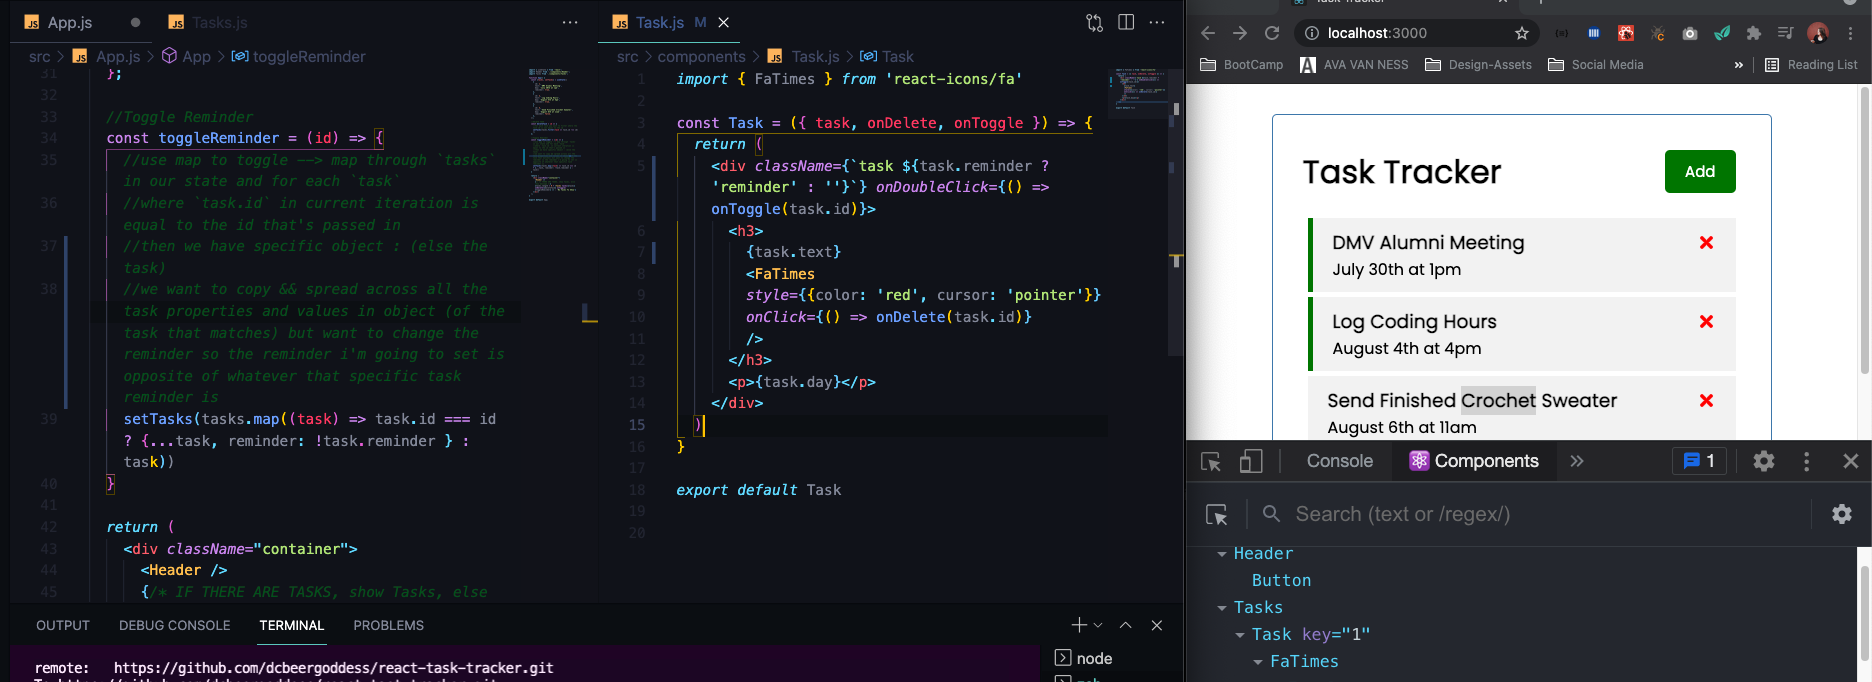 App.js
Tasks.js
src > App.js > App > toggleReminder
31 };
32
33 //Toggle Reminder
34 const toggleReminder = (id) => {
35 //use map to toggle ——> map through `tasks`
in our state and for each `task`
36 //where `task.id` in current iteration is
equal to the id that's passed in
37 //then we have specific object : (else the
task)
38 //we want to copy && spread across all the
task properties and values in object (of the
task that matches) but want to change the
reminder so the reminder i'm going to set is
opposite of whatever that specific task
reminder is
39 setTasks(tasks.map((task) => task.id === id
? {...task, reminder: !task.reminder } :
task))
40 }
41
42 return (
43 <div className="container">
44 <Header />
45 {/* IF THERE ARE TASKS, show Tasks, else
Task.js M
src > components > Task.js > Task
1 import { FaTimes } from 'react-icons/fa'
2
3 const Task = ({ task, onDelete, onToggle }) => {
4 return (
5 <div className={`task ${task.reminder ?
'reminder' : ''}`} onDoubleClick={() =>
onToggle(task.id)}>
6 <h3>
7 {task.text}
8 <FaTimes
9 style={{color: 'red', cursor: 'pointer'}}
10 onClick={() => onDelete(task.id)}
11 />
12 </h3>
13 <p>{task.day}</p>
14 </div>
15 )
16 }
17
18 export default Task
19
20
OUTPUT DEBUG CONSOLE TERMINAL PROBLEMS
remote: https://github.com/dcbeergoddess/react-task-tracker.git
node
localhost:3000
BootCamp AVA VAN NESS Design-Assets Social Media » Reading List
Task Tracker
Add
DMV Alumni Meeting
July 30th at 1pm
Log Coding Hours
August 4th at 4pm
Send Finished Crochet Sweater
August 6th at 11am
Console Components » 1
Search (text or /regex/)
Header
Button
Tasks
Task key="1"
FaTimes